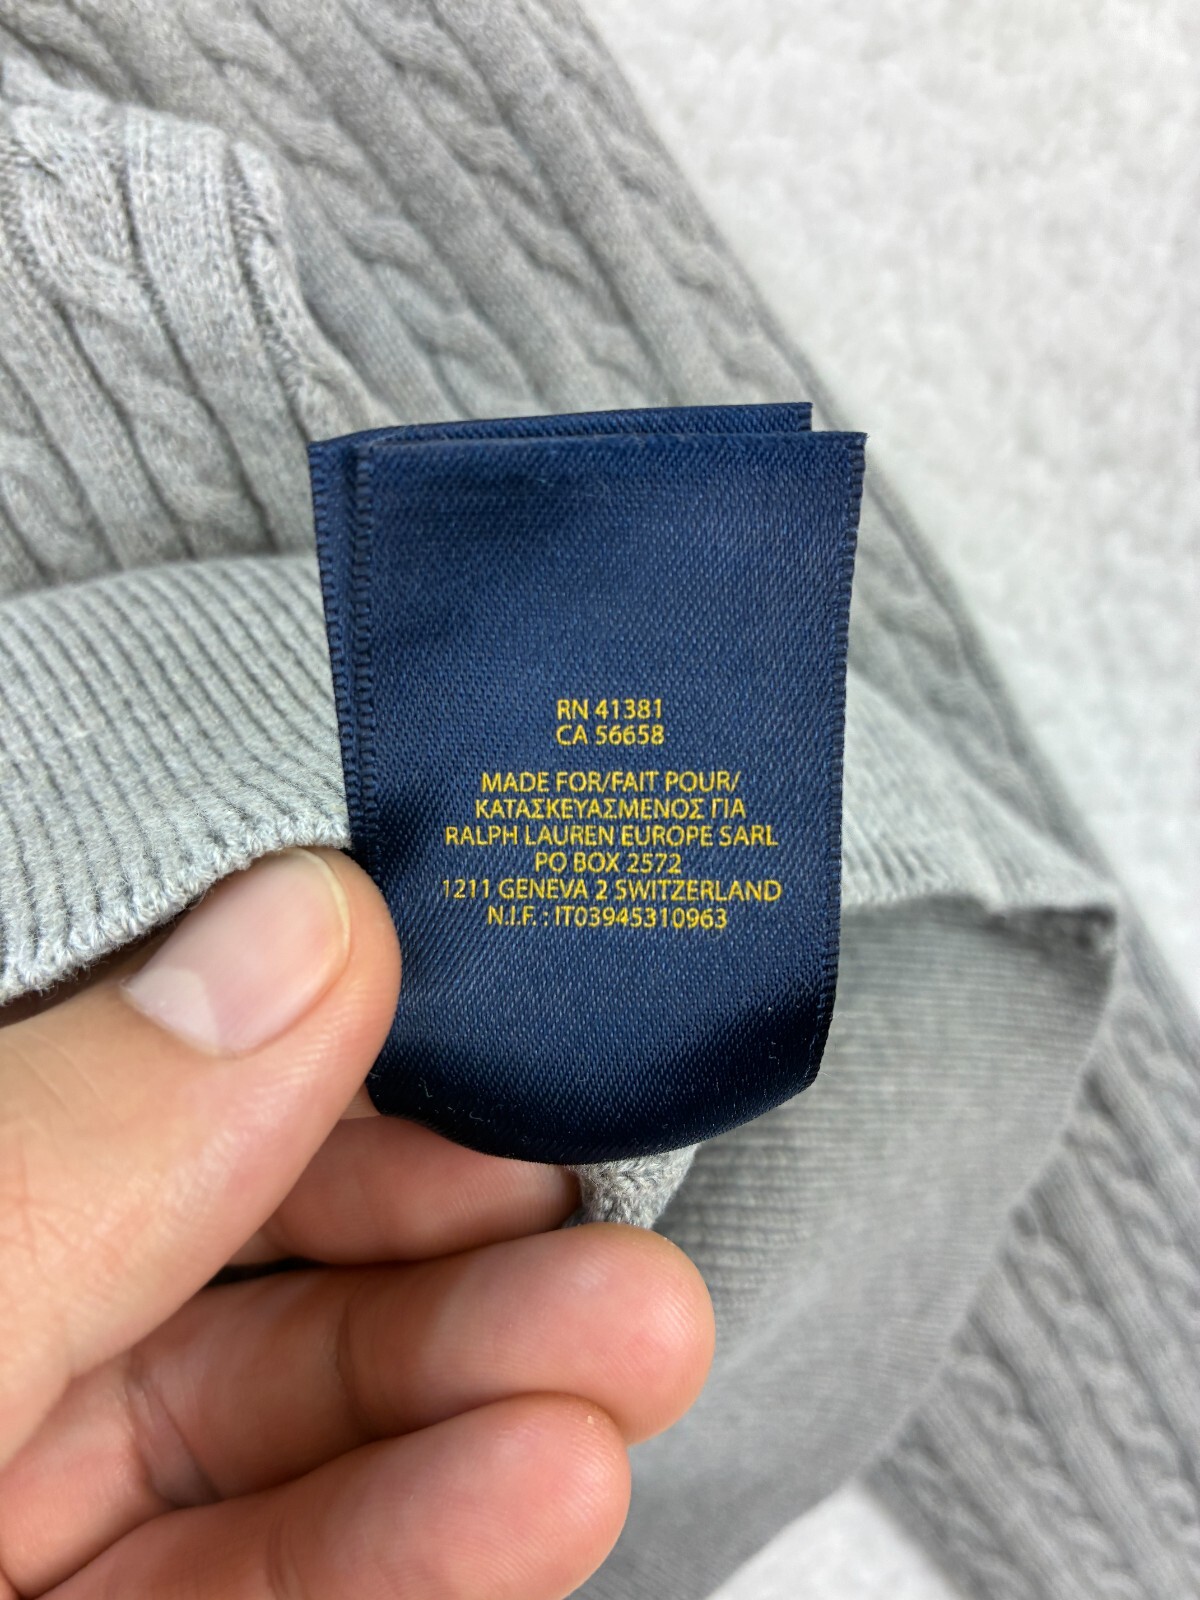 RN 41381
CA 56658
MADE FOR/FAIT POUR/
ΚΑΤΑΣΚΕΥΑΣΜΕΝΟΣ ΓΙΑ
RALPH LAUREN EUROPE SARL
PO BOX 2572
1211 GENEVA 2 SWITZERLAND
N.I.F. : IT03945310963